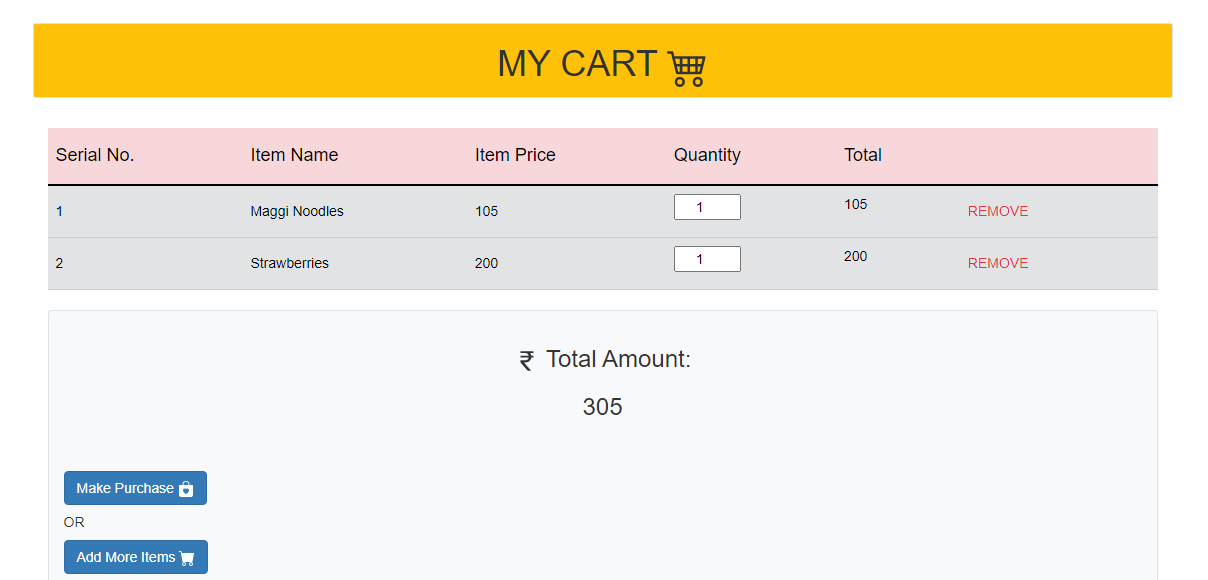 MY CART
Serial No. Item Name Item Price Quantity Total
1 Maggi Noodles 105 1 105 REMOVE
2 Strawberries 200 1 200 REMOVE
₹ Total Amount:
305
Make Purchase
OR
Add More Items